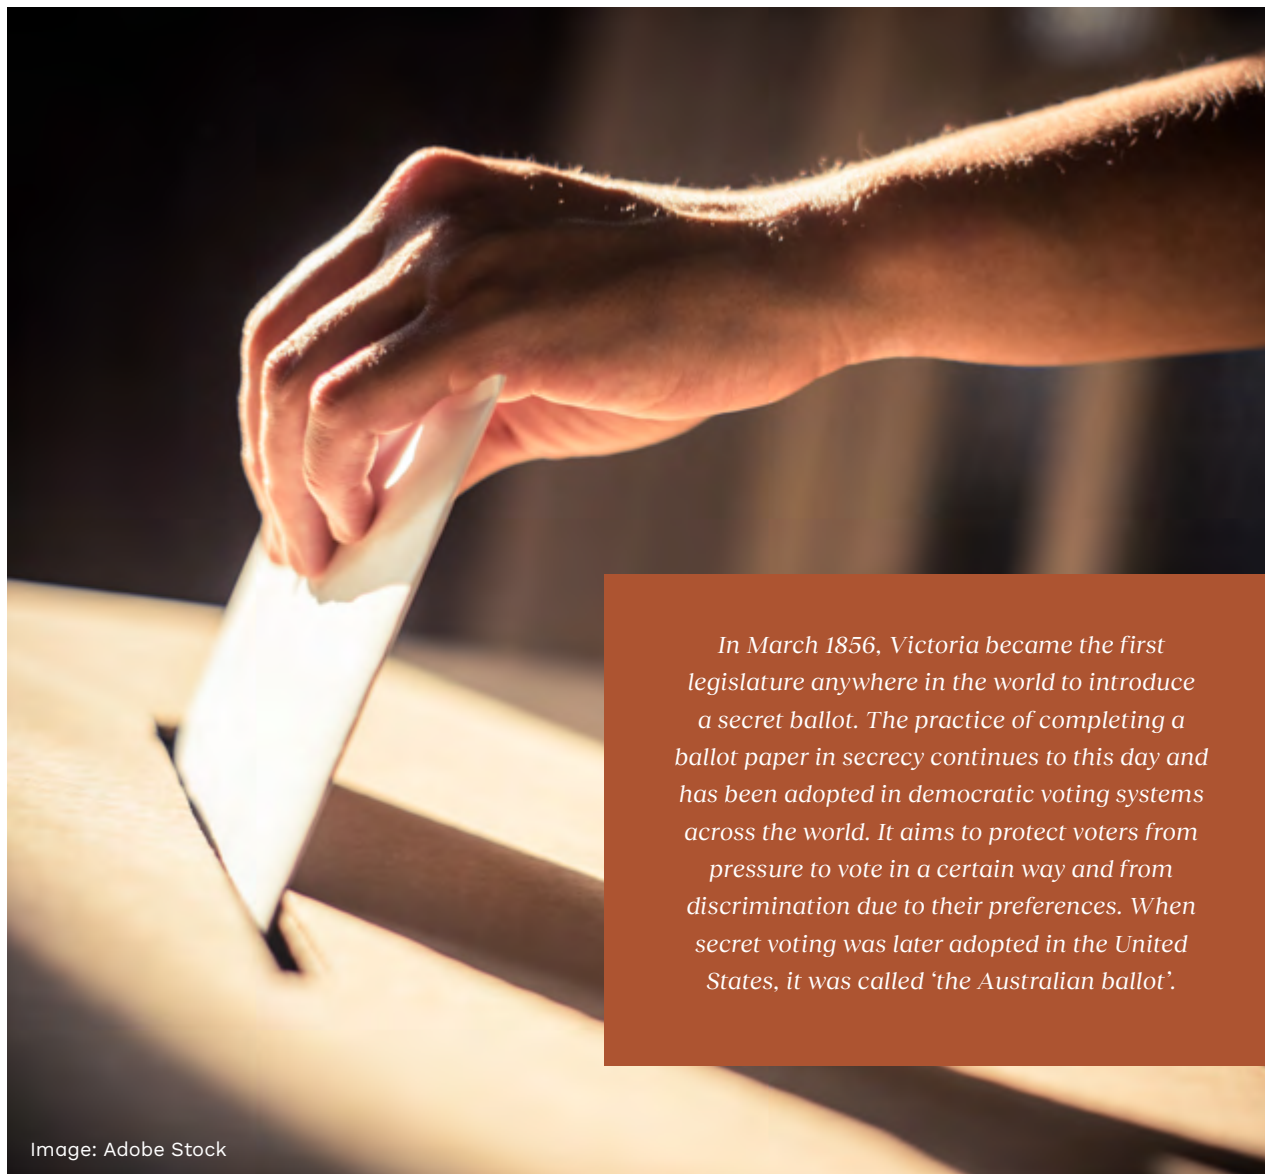 In March 1856, Victoria became the first
legislature anywhere in the world to introduce
a secret ballot. The practice of completing a
ballot paper in secrecy continues to this day and
has been adopted in democratic voting systems
across the world. It aims to protect voters from
pressure to vote in a certain way and from
discrimination due to their preferences. When
secret voting was later adopted in the United
States, it was called ‘the Australian ballot’.
Image: Adobe Stock